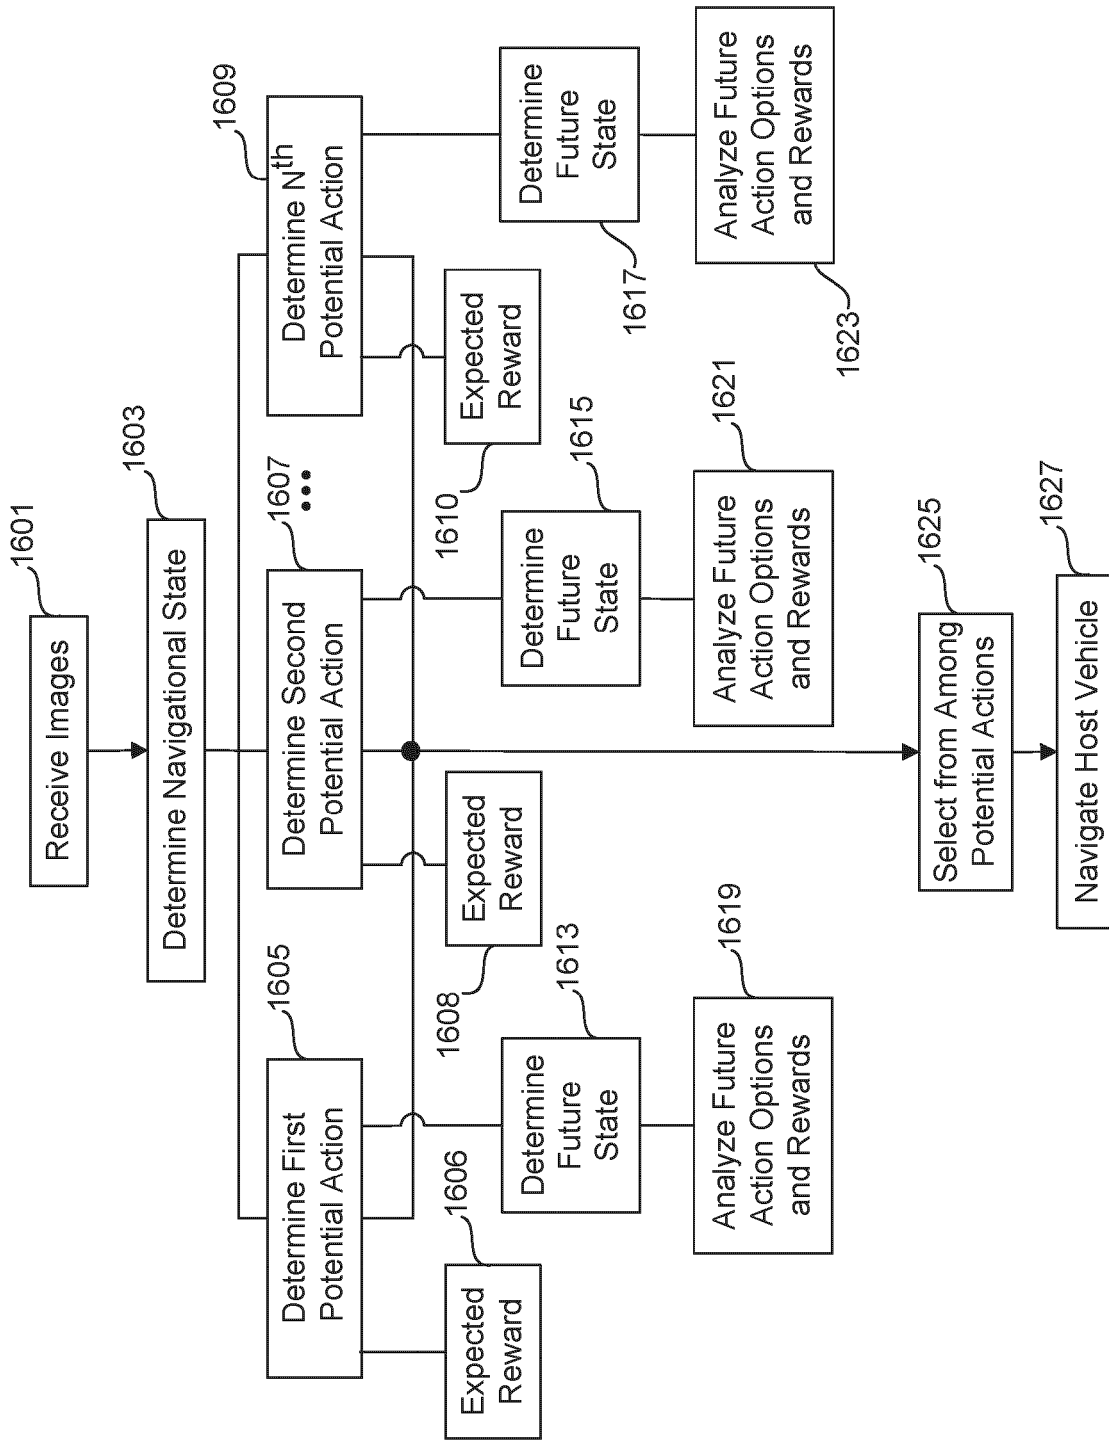 1601
Receive Images
1603
Determine Navigational State
1605
Determine First
Potential Action
1607
Determine Second
Potential Action
...
1609
Determine Nth
Potential Action
1606
Expected
Reward
1608
Expected
Reward
1610
Expected
Reward
1613
Determine
Future
State
1615
Determine
Future
State
1617
Determine
Future
State
1619
Analyze Future
Action Options
and Rewards
1621
Analyze Future
Action Options
and Rewards
1623
Analyze Future
Action Options
and Rewards
1625
Select from Among
Potential Actions
1627
Navigate Host Vehicle